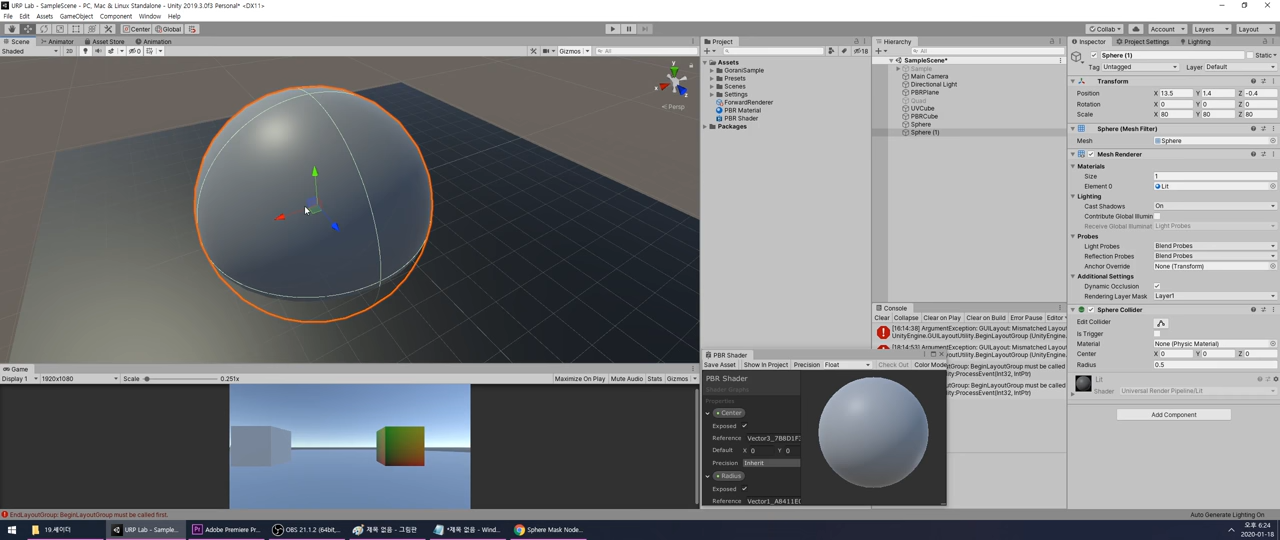 URP Lab - SampleScene - PC, Mac & Linux Standalone - Unity 2019.3.0f3 Personal* <DX11>
File Edit Assets GameObject Component Window Help
Center Global Collab Account Layers Layout
Scene Animator Asset Store Animation
Shaded 2D Gizmos All
y x z
Persp
Project
18
Assets
GoraniSample
Presets
Scenes
Settings
ForwardRenderer
PBR Material
PBR Shader
Packages
Hierarchy
All
SampleScene*
Sample
Main Camera
Directional Light
PBRPlane
Quad
UVCube
PBRCube
Sphere
Sphere (1)
Inspector Project Settings Lighting
Sphere (1) Static
Tag Untagged Layer Default
Transform
Position X 13.5 Y 1.4 Z -0.4
Rotation X 0 Y 0 Z 0
Scale X 80 Y 80 Z 80
Sphere (Mesh Filter)
Mesh Sphere
Mesh Renderer
Materials
Size 1
Element 0 Lit
Lighting
Cast Shadows On
Contribute Global Illumin
Receive Global Illuminati Light Probes
Probes
Light Probes Blend Probes
Reflection Probes Blend Probes
Anchor Override None (Transform)
Additional Settings
Dynamic Occlusion
Rendering Layer Mask Layer1
Sphere Collider
Edit Collider
Is Trigger
Material None (Physic Material)
Center X 0 Y 0 Z 0
Radius 0.5
Lit
Shader Universal Render Pipeline/Lit
Add Component
Console
Clear Collapse Clear on Play Clear on Build Error Pause Editor
[16:14:38] ArgumentException: GUILayout: Mismatched Layout
UnityEngine.GUILayoutUtility.BeginLayoutGroup (UnityEngine
PBR Shader
Save Asset Show In Project Precision Float Check Out Color Mode
PBR Shader
Shader Graphs
Properties
Center
Exposed
Reference Vector3_7B8D1F3
Default X 0 Y 0
Precision Inherit
Radius
Exposed
Reference Vector1_A8411E0
Game
Display 1 1920x1080 Scale 0.251x Maximize On Play Mute Audio Stats Gizmos
EndLayoutGroup: BeginLayoutGroup must be called first.
Auto Generate Lighting On
19.셰이더 URP Lab - Sample... Adobe Premiere Pr... OBS 21.1.2 (64bit,... 제목 없음 - 그림판 *제목 없음 - Wind... Sphere Mask Node...
오후 6:24
2020-01-18